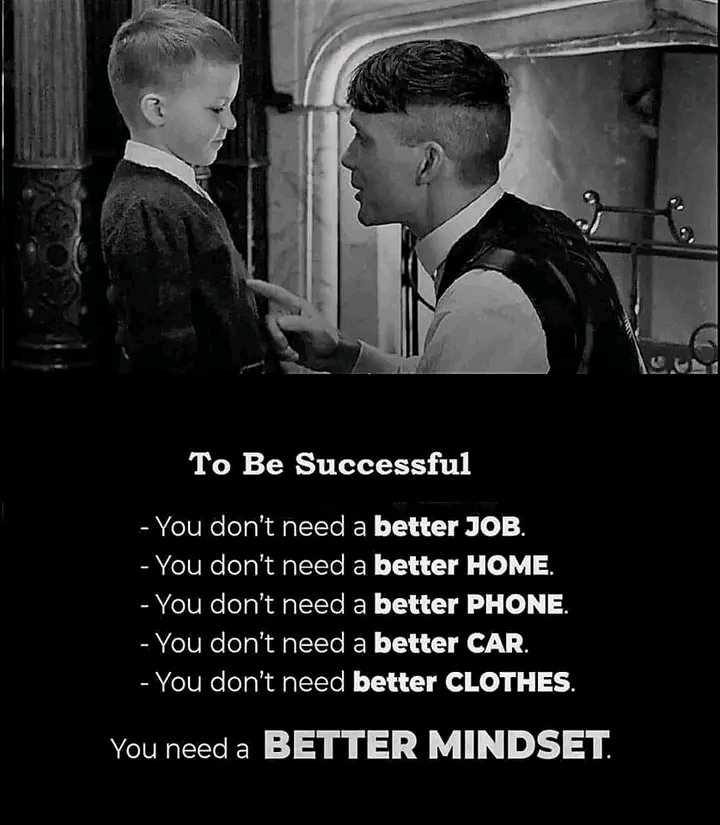 To Be Successful
- You don't need a better JOB.
- You don't need a better HOME.
- You don't need a better PHONE.
- You don't need a better CAR.
- You don't need better CLOTHES.
You need a BETTER MINDSET.